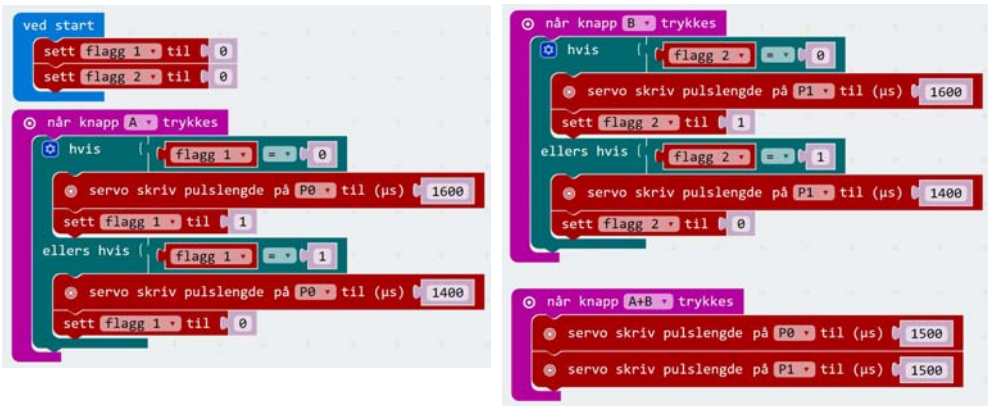 ved start
sett flagg 1 til 0
sett flagg 2 til 0
når knapp A trykkes
hvis flagg 1 = 0
servo skriv pulslengde på P0 til (µs) 1600
sett flagg 1 til 1
ellers hvis flagg 1 = 1
servo skriv pulslengde på P0 til (µs) 1400
sett flagg 1 til 0
når knapp B trykkes
hvis flagg 2 = 0
servo skriv pulslengde på P1 til (µs) 1600
sett flagg 2 til 1
ellers hvis flagg 2 = 1
servo skriv pulslengde på P1 til (µs) 1400
sett flagg 2 til 0
når knapp A+B trykkes
servo skriv pulslengde på P0 til (µs) 1500
servo skriv pulslengde på P1 til (µs) 1500